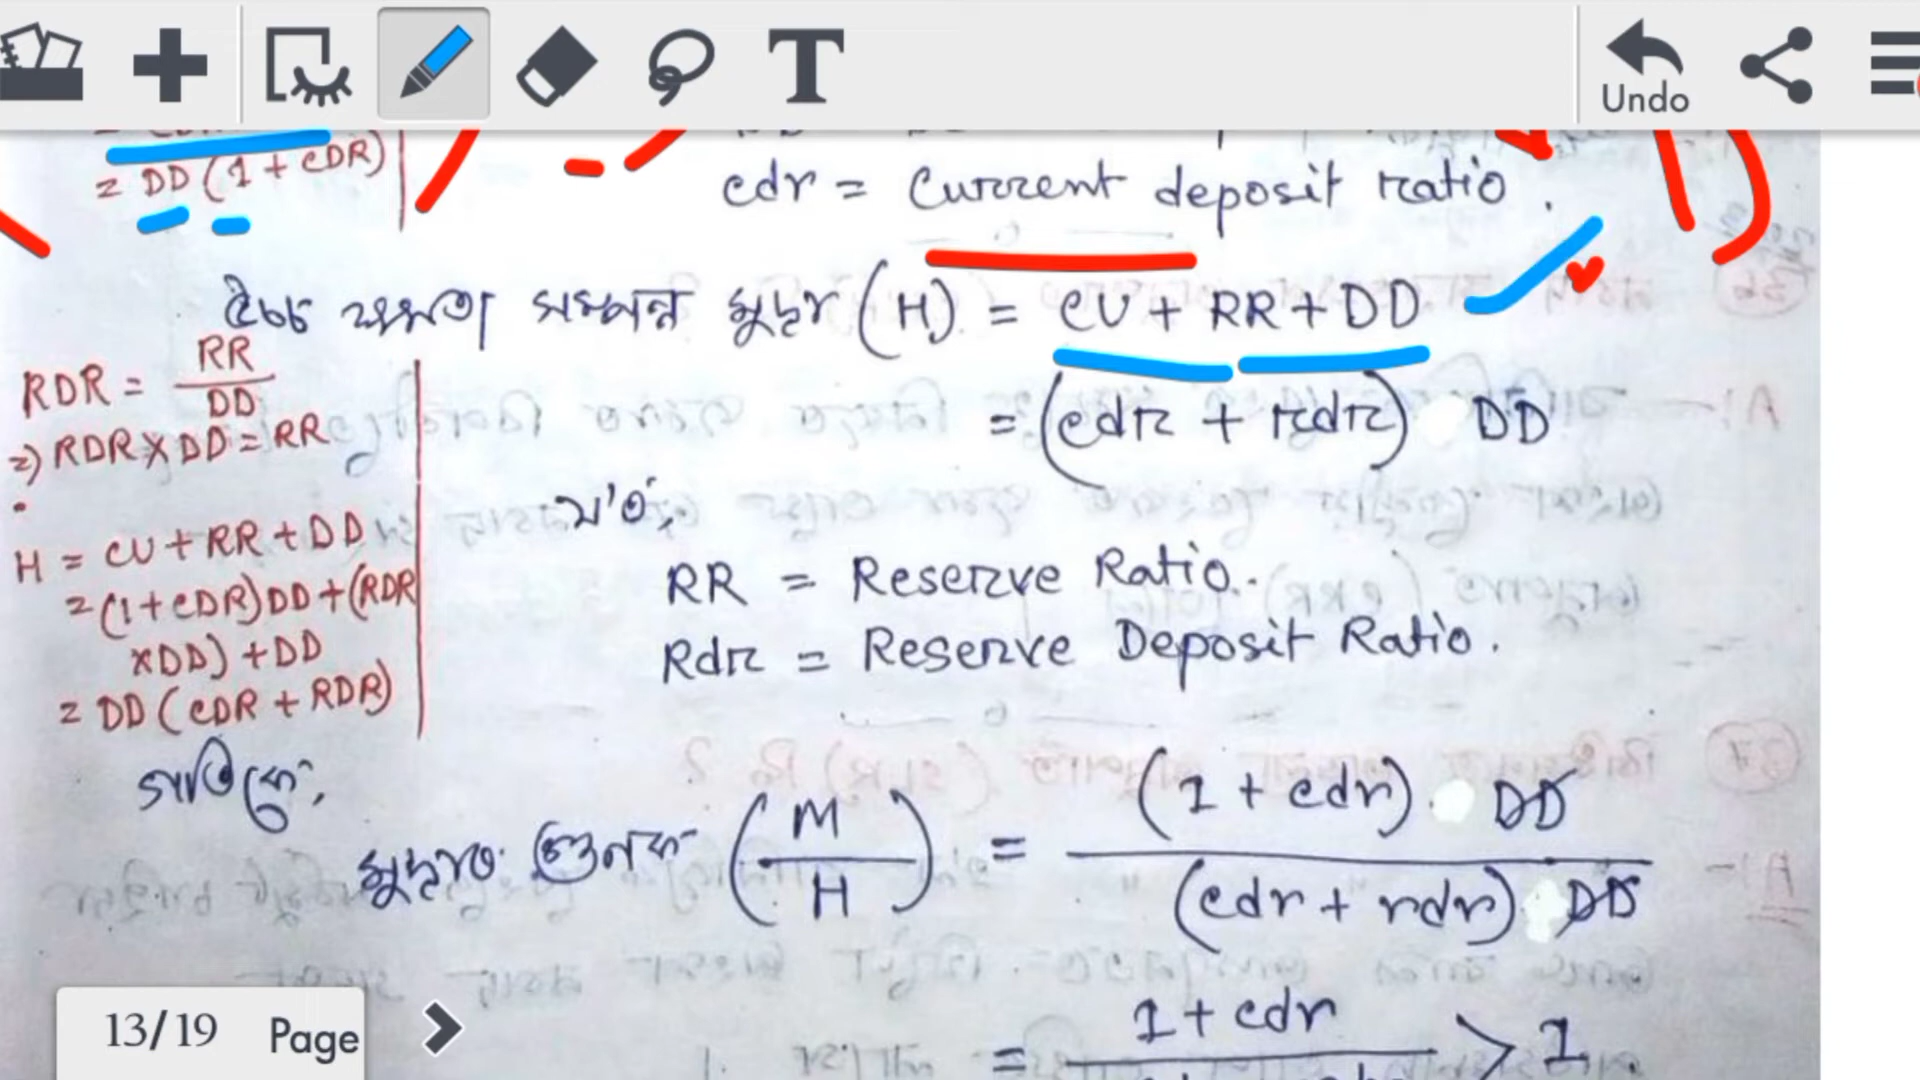 Undo
= DD (1 + CDR)
cdr = Current deposit ratio.
উচ্চ ক্ষমতা সম্পন্ন মুদ্ৰাৰ (H) = CU + RR + DD
= (cdr + rdr) DD
RDR = RR / DD
=> RDR X DD = RR
য'ত,
H = CU + RR + DD
= (1 + CDR) DD + (RDR
X DD) + DD
= DD (CDR + RDR)
RR = Reserve Ratio.
Rdr = Reserve Deposit Ratio.
গতিকে,
মুদ্ৰাৰ গুণক (M / H) = (1 + cdr) DD / (cdr + rdr) DD
= 1 + cdr > 1
13/19 Page